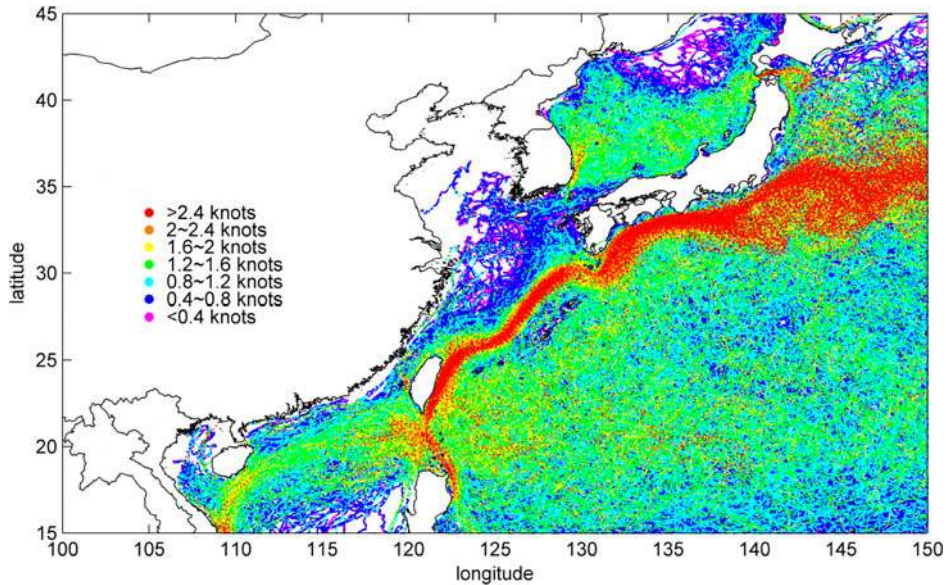 45
40
35
30
25
20
15
latitude
>2.4 knots
2~2.4 knots
1.6~2 knots
1.2~1.6 knots
0.8~1.2 knots
0.4~0.8 knots
<0.4 knots
100 105 110 115 120 125 130 135 140 145 150
longitude